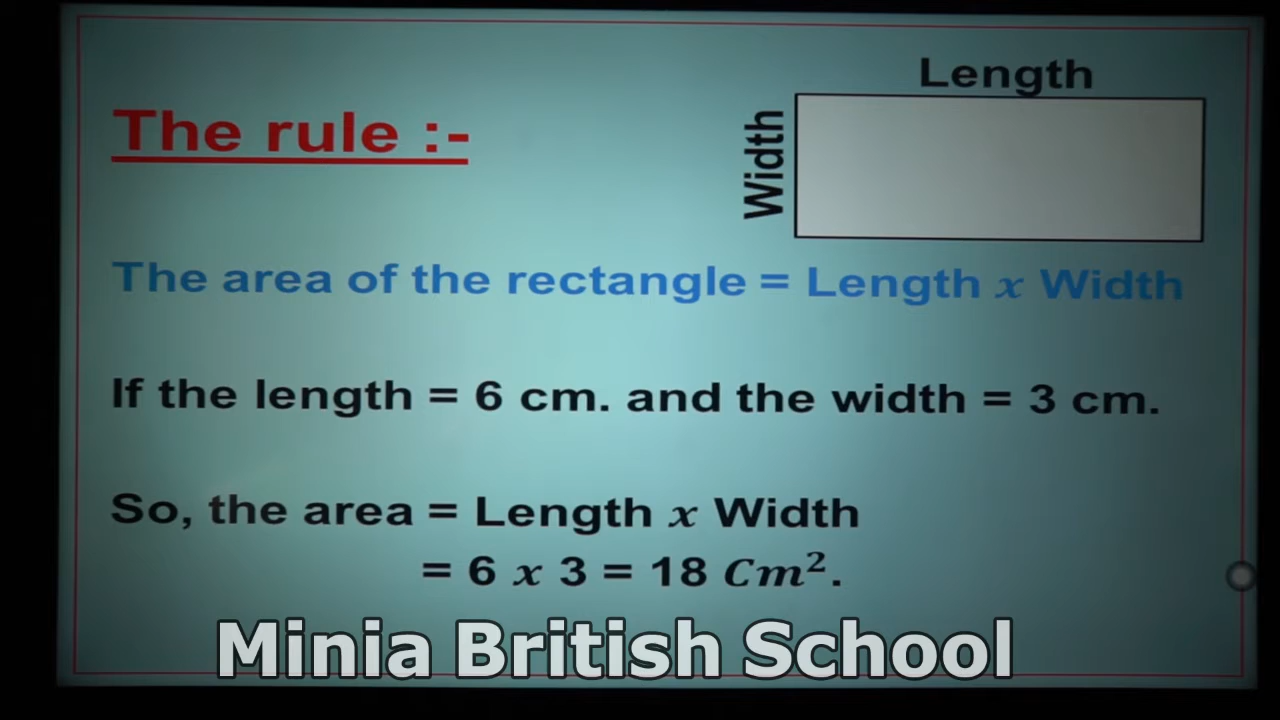 Length
Width
The rule :-
The area of the rectangle = Length x Width
If the length = 6 cm. and the width = 3 cm.
So, the area = Length x Width
= 6 x 3 = 18 Cm².
Minia British School